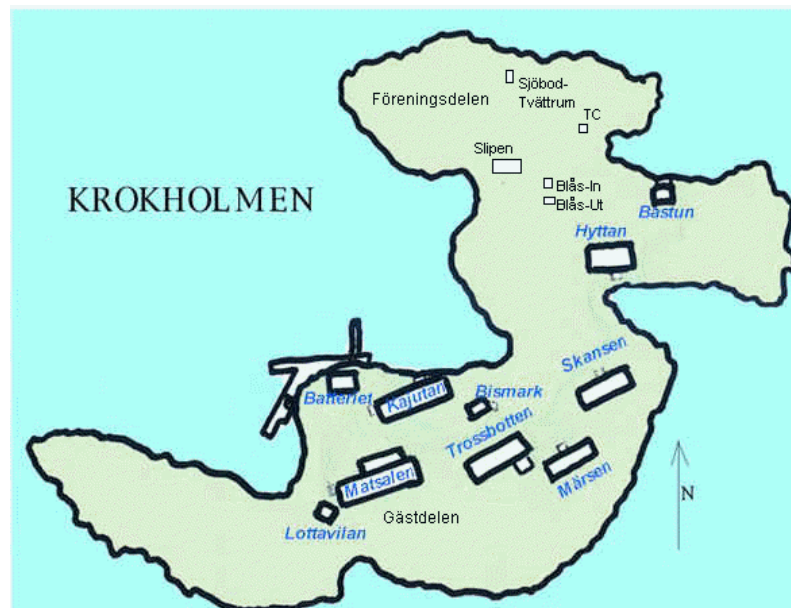 Föreningsdelen
Sjöbod-
Tvättrum
TC
Slipen
Blås-In
Blås-Ut
KROKHOLMEN
Bastun
Hyttan
Skansen
Batteriet
Kajutan
Bismark
Trossbotten
Matsalen
Märsen
N
Lottavilan
Gästdelen